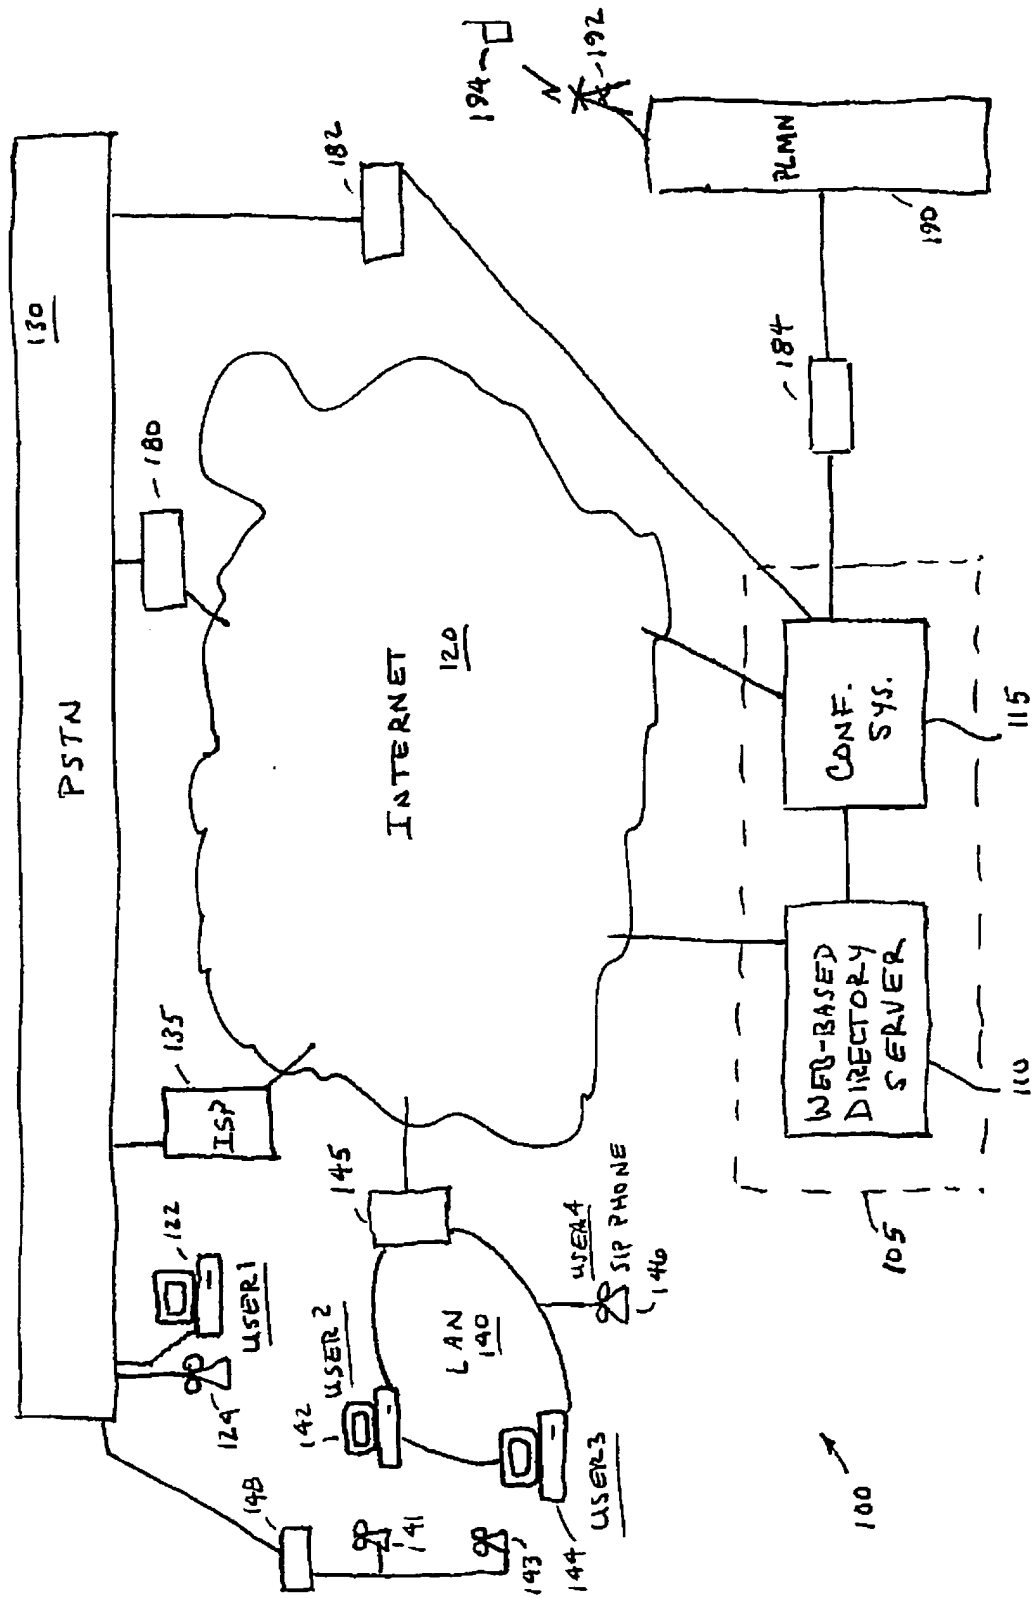 130
PSTN
182
180
135
ISP
122
USER1
124
148
INTERNET
120
145
142
USER 2
LAN
140
141
143
144
USER3
USER4
SIP PHONE
146
194
192
PLMN
190
184
CONF.
SYS.
115
WEB-BASED
DIRECTORY
SERVER
110
105
100